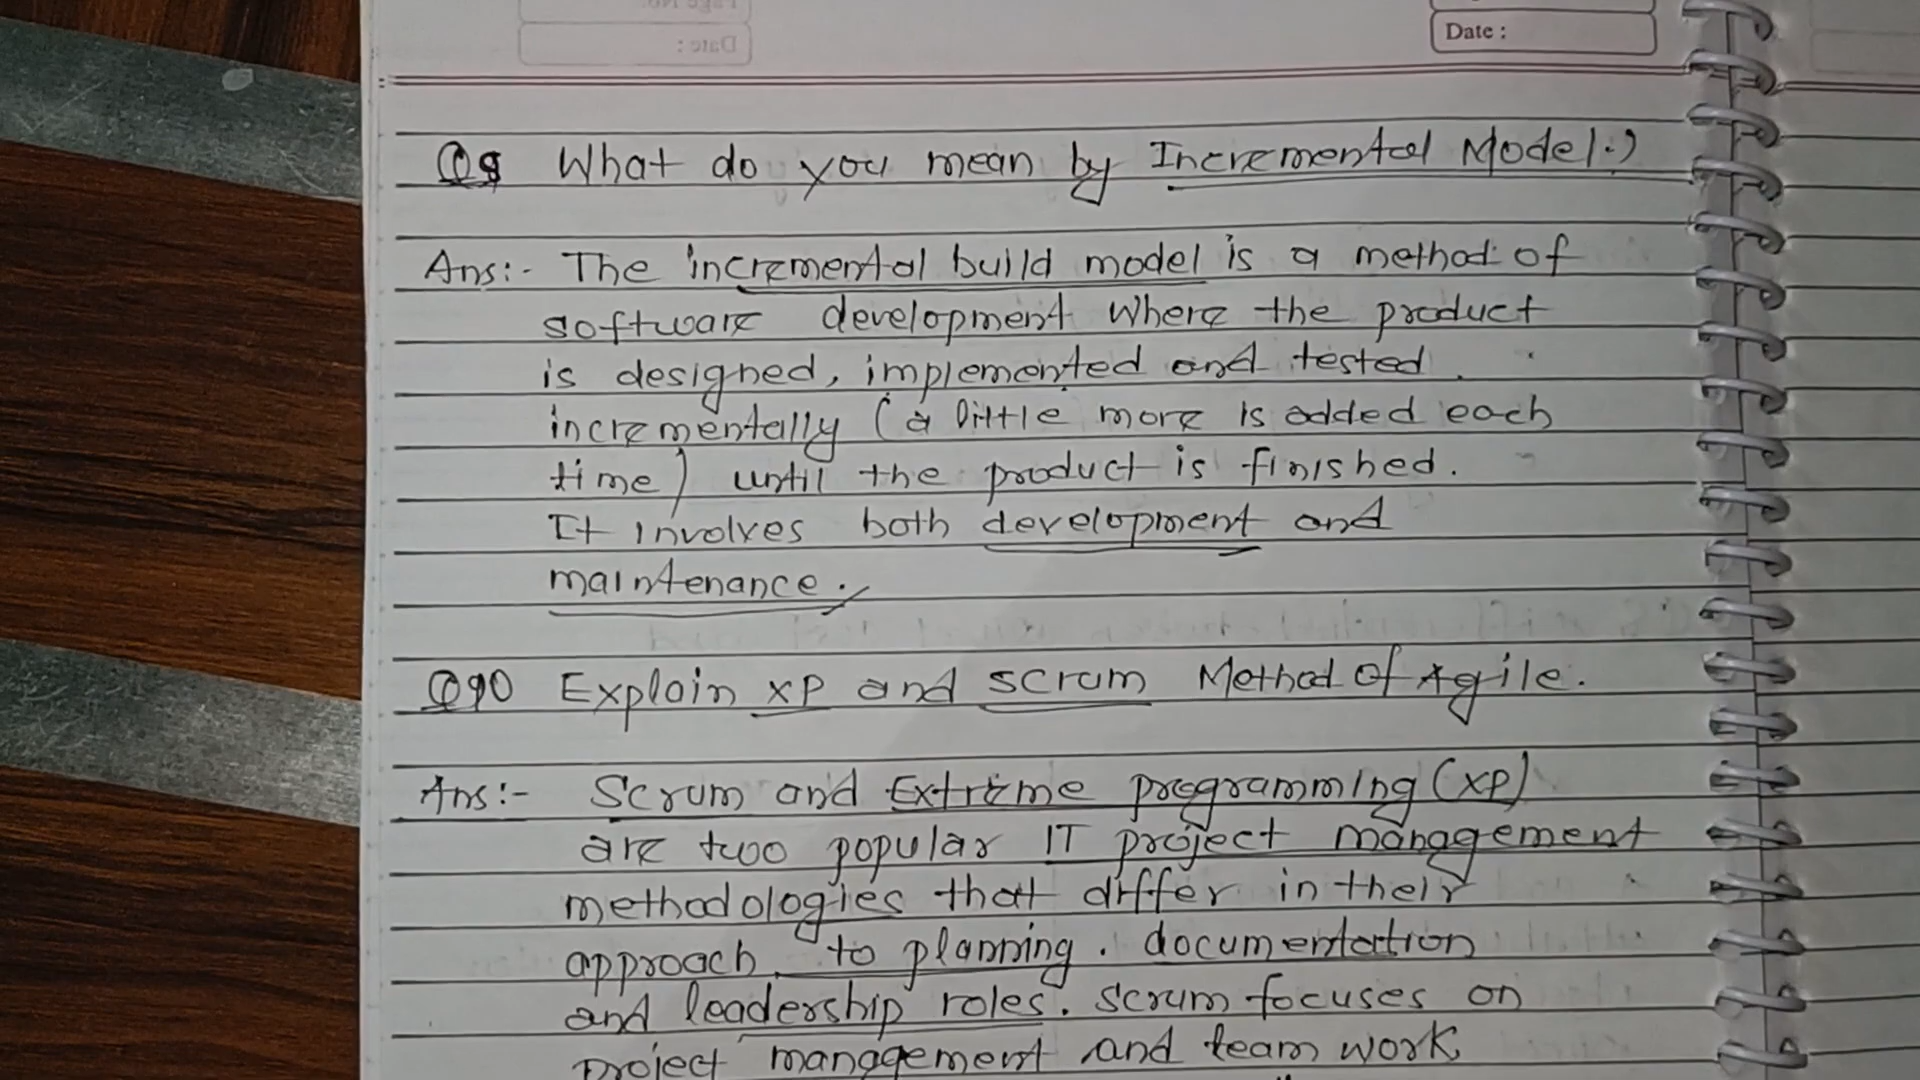 Date :
Q9 What do you mean by Incremental Model:)
Ans:- The incremental build model is a method of
software development where the product
is designed, implemented and tested
incrementally (a little more is added each
time) until the product is finished.
It involves both development and
maintenance.
Q10 Explain XP and scrum Method of Agile.
Ans:- Scrum and Extreme programming (XP)
are two popular IT project management
methodologies that differ in their
approach to planning. documentation
and leadership roles. Scrum focuses on
project management and team work